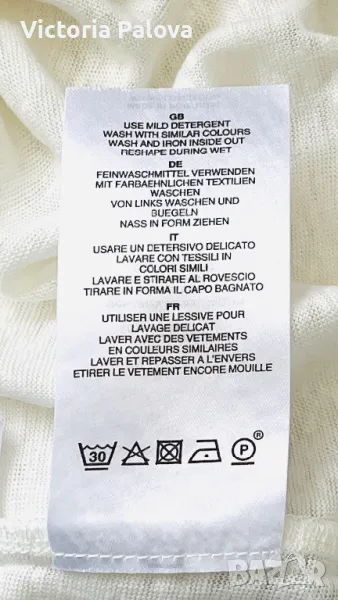 Victoria Palova
GB
USE MILD DETERGENT
WASH WITH SIMILAR COLOURS
WASH AND IRON INSIDE OUT
RESHAPE DURING WET
DE
FEINWASCHMITTEL VERWENDEN
MIT FARBAEHNLICHEN TEXTILIEN
WASCHEN
VON LINKS WASCHEN UND
BUEGELN
NASS IN FORM ZIEHEN
IT
USARE UN DETERSIVO DELICATO
LAVARE CON TESSILI IN
COLORI SIMILI
LAVARE E STIRARE AL ROVESCIO
TIRARE IN FORMA IL CAPO BAGNATO
FR
UTILISER UNE LESSIVE POUR
LAVAGE DELICAT
LAVER AVEC DES VETEMENTS
EN COULEURS SIMILAIRES
LAVER ET REPASSER A L'ENVERS
ETIRER LE VETEMENT ENCORE MOUILLE
30 P ®
BAZAR